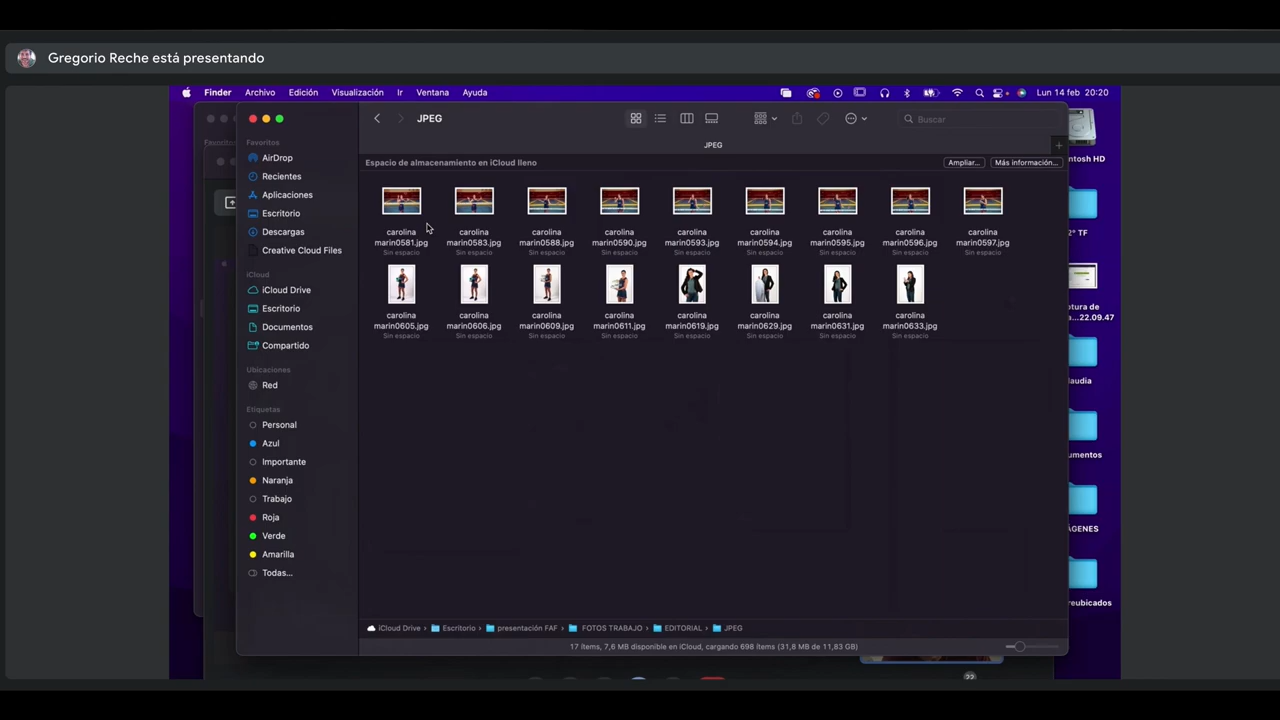 Gregorio Reche está presentando
Finder Archivo Edición Visualización Ir Ventana Ayuda
Lun 14 feb 20:20
JPEG
Buscar
JPEG
Espacio de almacenamiento en iCloud lleno
Ampliar...
Más información...
Favoritos
AirDrop
Recientes
Aplicaciones
Escritorio
Descargas
Creative Cloud Files
iCloud
iCloud Drive
Escritorio
Documentos
Compartido
Ubicaciones
Red
Etiquetas
Personal
Azul
Importante
Naranja
Trabajo
Roja
Verde
Amarilla
Todas...
carolina
marin0581.jpg
Sin espacio
carolina
marin0583.jpg
Sin espacio
carolina
marin0588.jpg
Sin espacio
carolina
marin0590.jpg
Sin espacio
carolina
marin0593.jpg
Sin espacio
carolina
marin0594.jpg
Sin espacio
carolina
marin0595.jpg
Sin espacio
carolina
marin0596.jpg
Sin espacio
carolina
marin0597.jpg
Sin espacio
carolina
marin0605.jpg
Sin espacio
carolina
marin0606.jpg
Sin espacio
carolina
marin0609.jpg
Sin espacio
carolina
marin0611.jpg
Sin espacio
carolina
marin0619.jpg
Sin espacio
carolina
marin0629.jpg
Sin espacio
carolina
marin0631.jpg
Sin espacio
carolina
marin0633.jpg
Sin espacio
iCloud Drive › Escritorio › presentación FAF › FOTOS TRABAJO › EDITORIAL › JPEG
17 ítems, 7,6 MB disponible en iCloud, cargando 698 ítems (31,8 MB de 11,83 GB)
ntosh HD
2° TF
ptura de
a...22.09.47
laudia
umentos
ÁGENES
reubicados
22